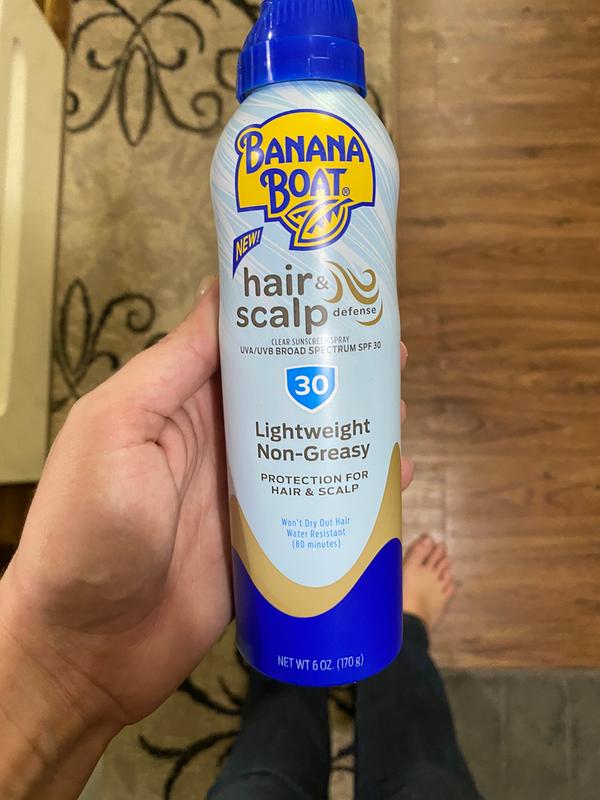 BANANA
BOAT®
NEW!
hair &
scalp defense
CLEAR SUNSCREEN SPRAY
UVA/UVB BROAD SPECTRUM SPF 30
30
Lightweight
Non-Greasy
PROTECTION FOR
HAIR & SCALP
Won't Dry Out Hair
Water Resistant
(80 minutes)
NET WT 6 OZ. (170 g)